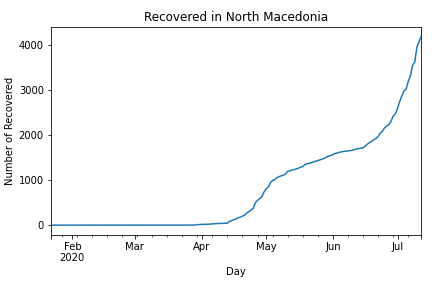 Recovered in North Macedonia
Number of Recovered
4000
3000
2000
1000
0
Feb Mar Apr May Jun Jul
2020
Day